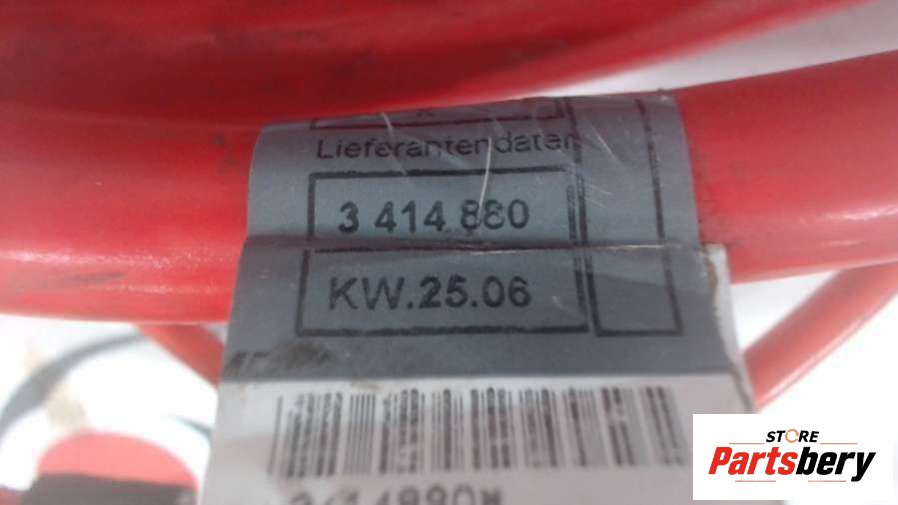 Lieferantendaten
3 414 880
KW.25.06
STORE
Partsbery